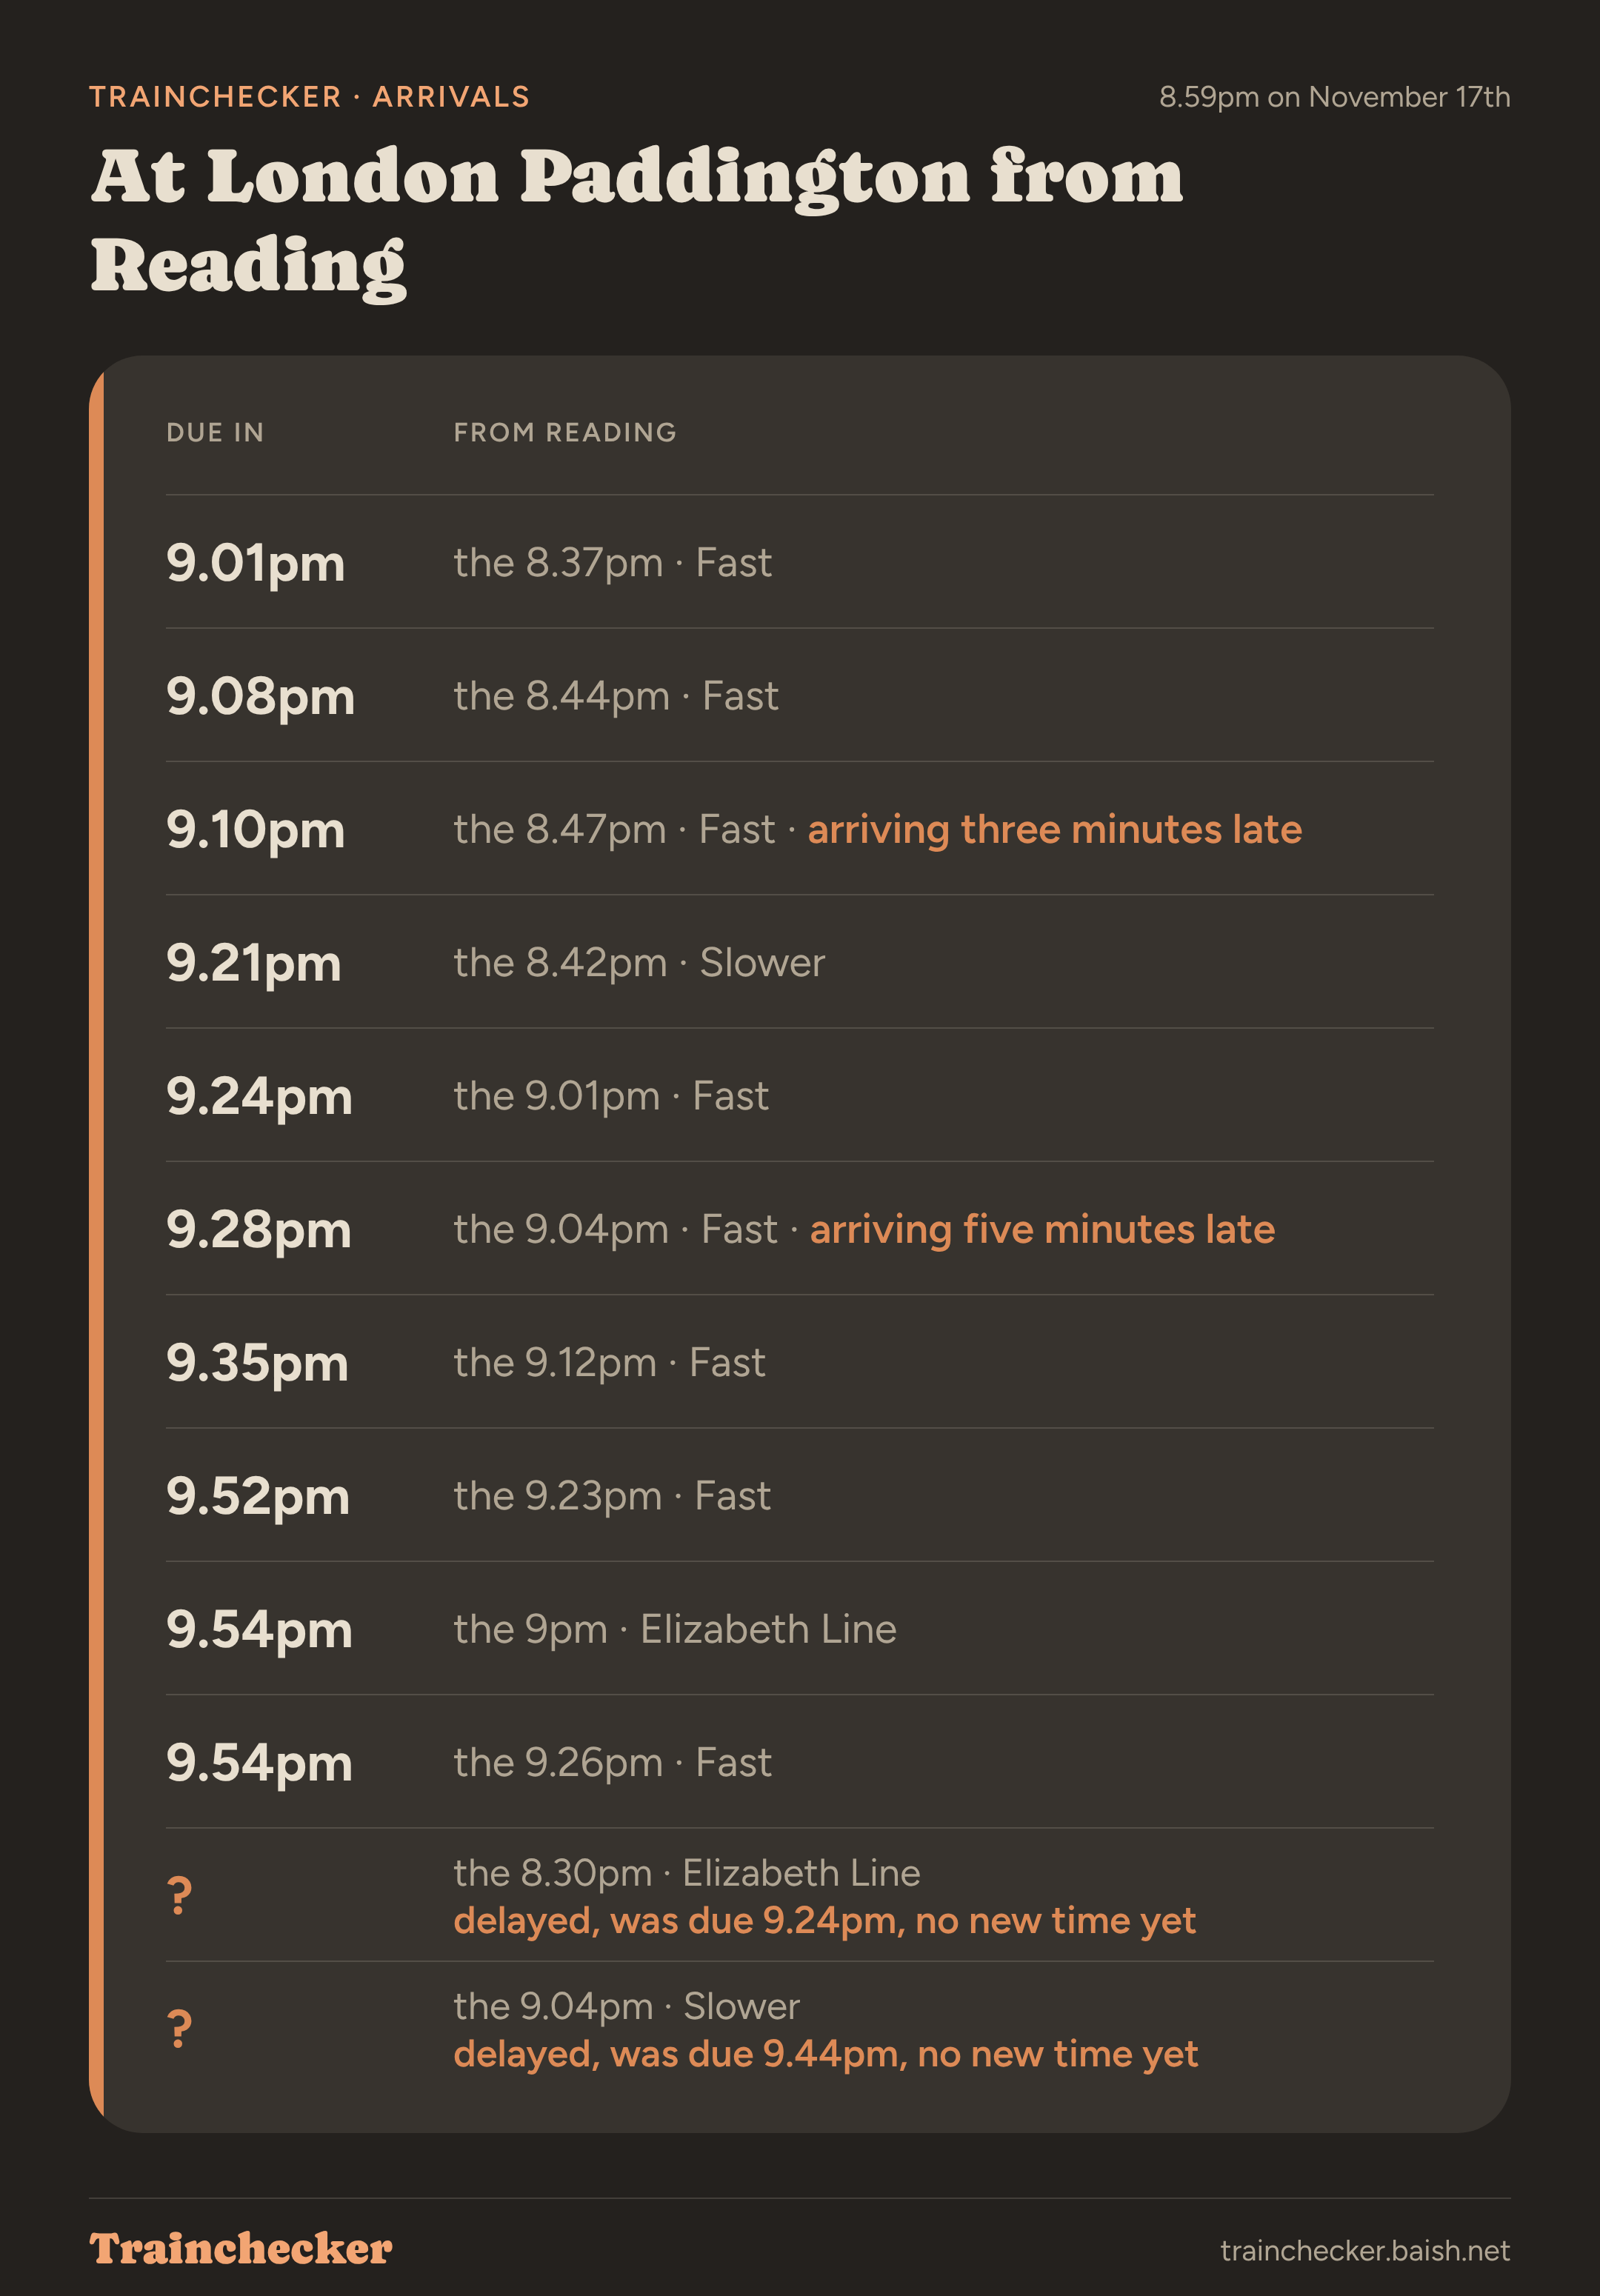 TRAINCHECKER · ARRIVALS
8.59pm on November 17th
At London Paddington from
Reading
DUE IN FROM READING
9.01pm the 8.37pm · Fast
9.08pm the 8.44pm · Fast
9.10pm the 8.47pm · Fast · arriving three minutes late
9.21pm the 8.42pm · Slower
9.24pm the 9.01pm · Fast
9.28pm the 9.04pm · Fast · arriving five minutes late
9.35pm the 9.12pm · Fast
9.52pm the 9.23pm · Fast
9.54pm the 9pm · Elizabeth Line
9.54pm the 9.26pm · Fast
? the 8.30pm · Elizabeth Line
delayed, was due 9.24pm, no new time yet
? the 9.04pm · Slower
delayed, was due 9.44pm, no new time yet
Trainchecker
trainchecker.baish.net